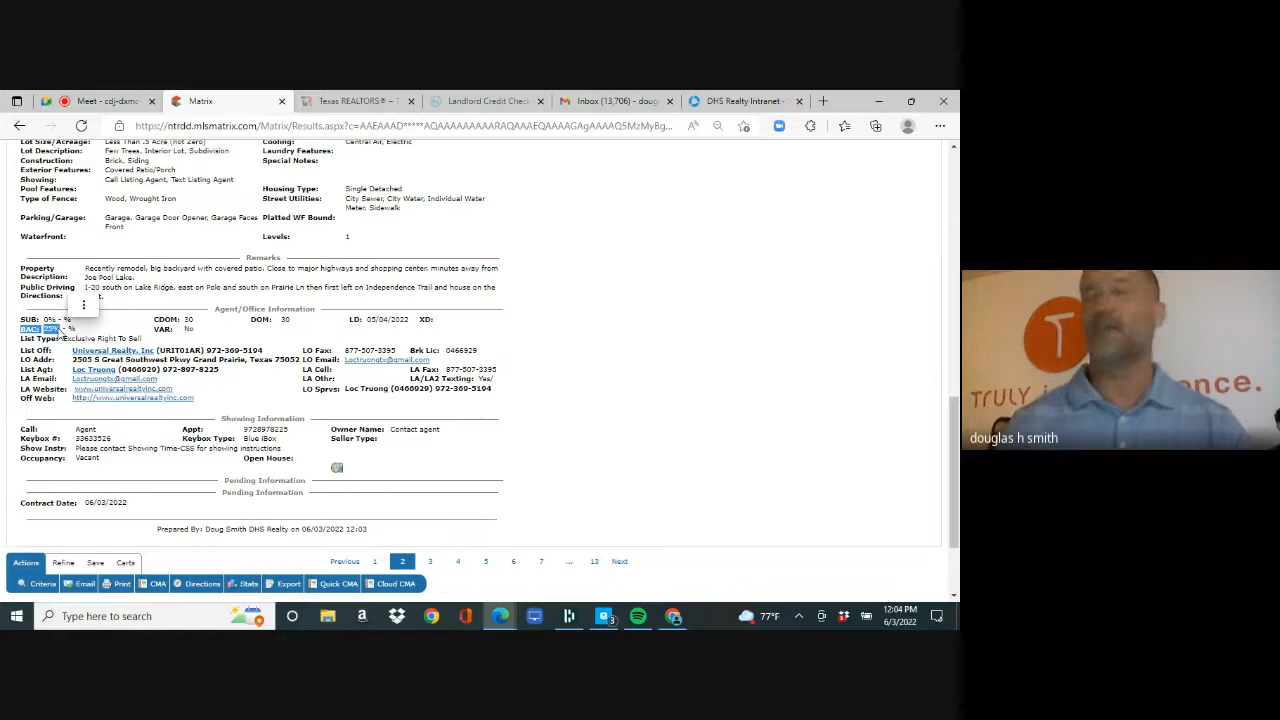 Meet - cdj-dxmc
Matrix
Texas REALTORS® – T
Landlord Credit Check
Inbox (13,706) - doug
DHS Realty Intranet -
https://ntrdd.mlsmatrix.com/Matrix/Results.aspx?c=AAEAAAD*****AQAAAAAAAAARAQAAAEQAAAAGAgAAAAQ5MzMyBg...
Lot Size/Acreage: Less Than .5 Acre (not Zero) Cooling: Central Air, Electric
Lot Description: Few Trees, Interior Lot, Subdivision Laundry Features:
Construction: Brick, Siding Special Notes:
Exterior Features: Covered Patio/Porch
Showing: Call Listing Agent, Text Listing Agent
Pool Features: Housing Type: Single Detached
Type of Fence: Wood, Wrought Iron Street Utilities: City Sewer, City Water, Individual Water
Meter, Sidewalk
Parking/Garage: Garage, Garage Door Opener, Garage Faces Platted WF Bound:
Front
Waterfront: Levels: 1
Remarks
Property Recently remodel, big backyard with covered patio. Close to major highways and shopping center, minutes away from
Description: Joe Pool Lake.
Public Driving 1-20 south on Lake Ridge, east on Polo and south on Prairie Ln then first left on Independence Trail and house on the
Directions: t.
Agent/Office Information
SUB: 0% - % CDOM: 30 DOM: 30 LD: 05/04/2022 XD:
BAC: 25% - % VAR: No
List Type: Exclusive Right To Sell
List Off: Universal Realty, Inc (URIT01AR) 972-369-5194 LO Fax: 877-507-3395 Brk Lic: 0466929
LO Addr: 2505 S Great Southwest Pkwy Grand Prairie, Texas 75052 LO Email: Loctruongtx@gmail.com
List Agt: Loc Truong (0466929) 972-897-8225 LA Cell: LA Fax: 877-507-3395
LA Email: Loctruongtx@gmail.com LA Othr: LA/LA2 Texting: Yes/
LA Website: www.universalrealtyinc.com LO Sprvs: Loc Truong (0466929) 972-369-5194
Off Web: http://www.universalrealtyinc.com
Showing Information
Call: Agent Appt: 9728978225 Owner Name: Contact agent
Keybox #: 33633526 Keybox Type: Blue iBox Seller Type:
Show Instr: Please contact Showing Time-CSS for showing instructions
Occupancy: Vacant Open House:
Pending Information
Pending Information
Contract Date: 06/03/2022
Prepared By: Doug Smith DHS Realty on 06/03/2022 12:03
Actions Refine Save Carts
Previous 1 2 3 4 5 6 7 ... 13 Next
Criteria Email Print CMA Directions Stats Export Quick CMA Cloud CMA
Type here to search
3
77°F
12:04 PM
6/3/2022
T
TRULY
ence.
douglas h smith